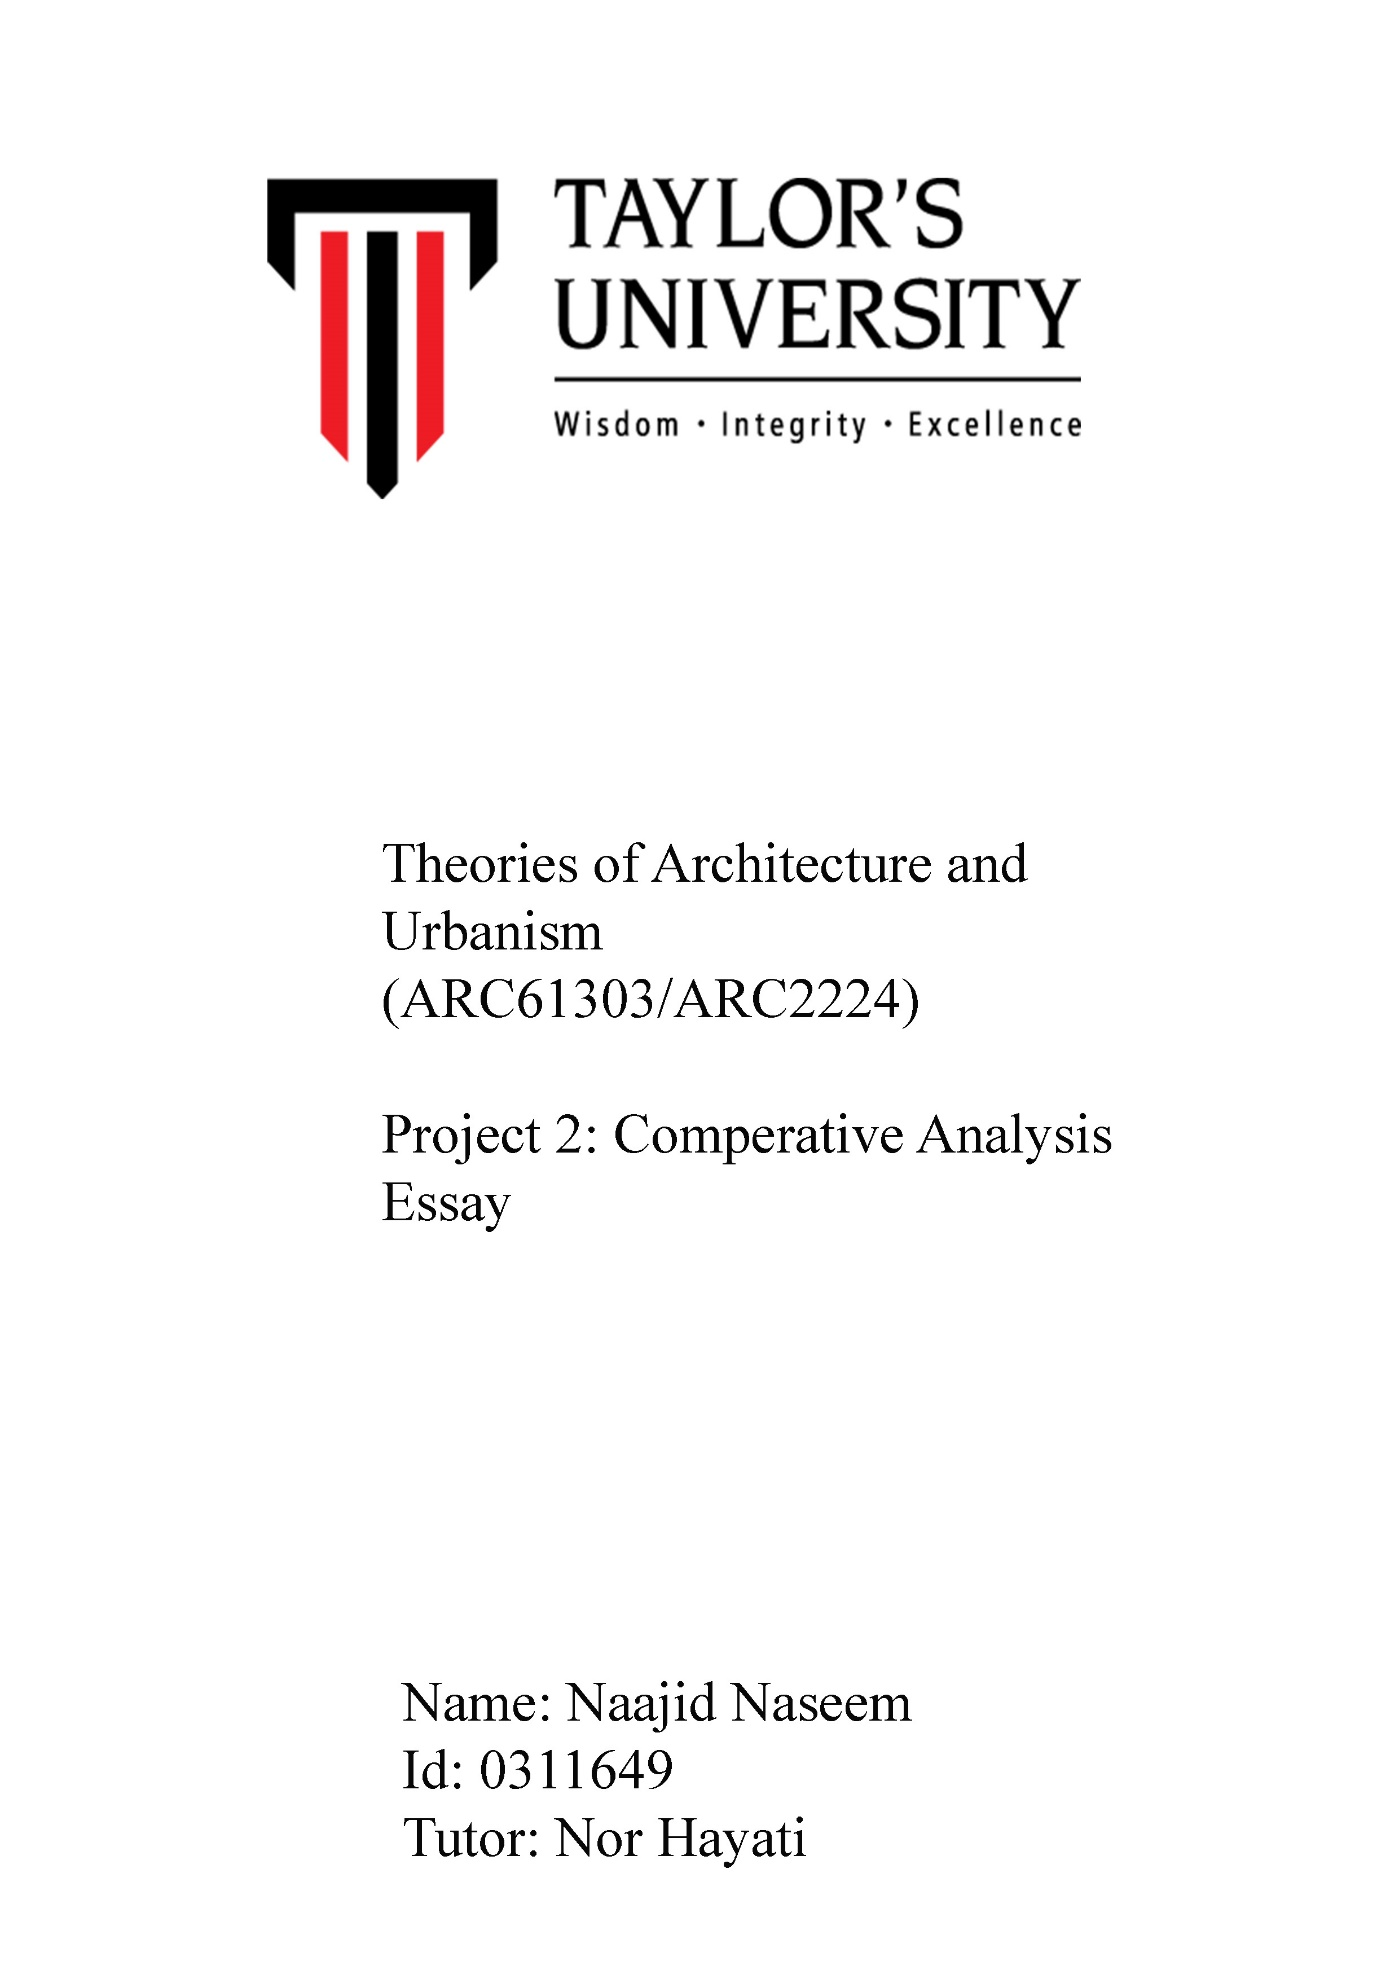 TAYLOR'S
UNIVERSITY
Wisdom · Integrity · Excellence
Theories of Architecture and
Urbanism
(ARC61303/ARC2224)
Project 2: Comperative Analysis
Essay
Name: Naajid Naseem
Id: 0311649
Tutor: Nor Hayati